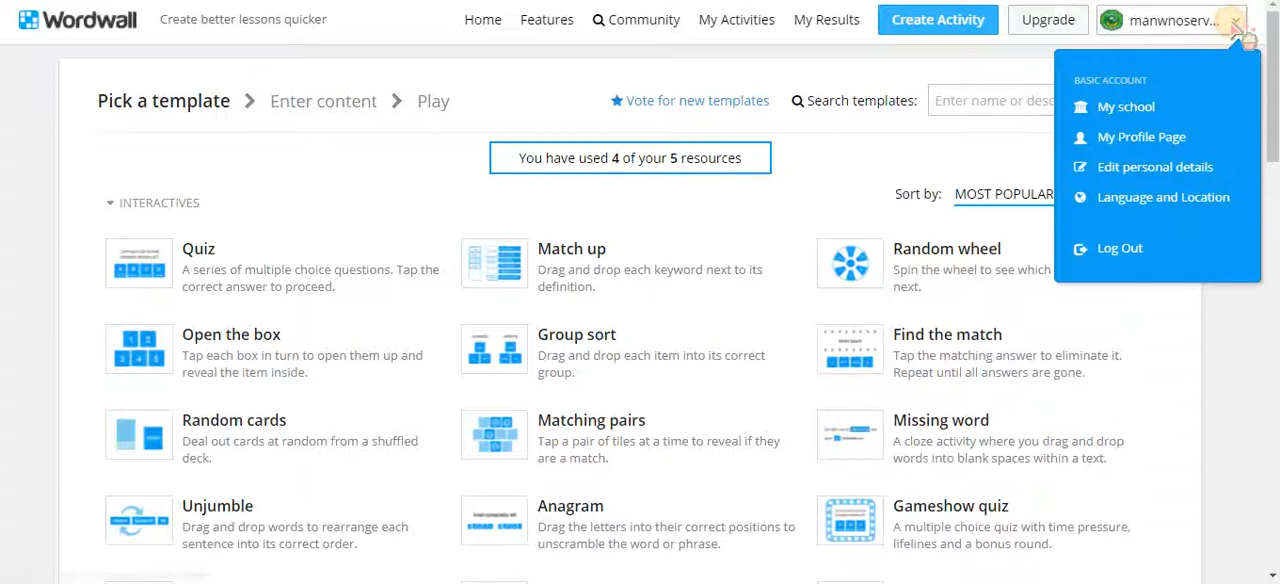 Wordwall
Create better lessons quicker
Home
Features
Community
My Activities
My Results
Create Activity
Upgrade
manwnoserv...
BASIC ACCOUNT
My school
My Profile Page
Edit personal details
Language and Location
Log Out
Pick a template
Enter content
Play
Vote for new templates
Search templates:
Enter name or desc
You have used 4 of your 5 resources
INTERACTIVES
Sort by:
MOST POPULAR
Quiz
A series of multiple choice questions. Tap the
correct answer to proceed.
Match up
Drag and drop each keyword next to its
definition.
Random wheel
Spin the wheel to see which
next.
Open the box
Tap each box in turn to open them up and
reveal the item inside.
Group sort
Drag and drop each item into its correct
group.
Find the match
Tap the matching answer to eliminate it.
Repeat until all answers are gone.
Random cards
Deal out cards at random from a shuffled
deck.
Matching pairs
Tap a pair of tiles at a time to reveal if they
are a match.
Missing word
A cloze activity where you drag and drop
words into blank spaces within a text.
Unjumble
Drag and drop words to rearrange each
sentence into its correct order.
Anagram
Drag the letters into their correct positions to
unscramble the word or phrase.
Gameshow quiz
A multiple choice quiz with time pressure,
lifelines and a bonus round.